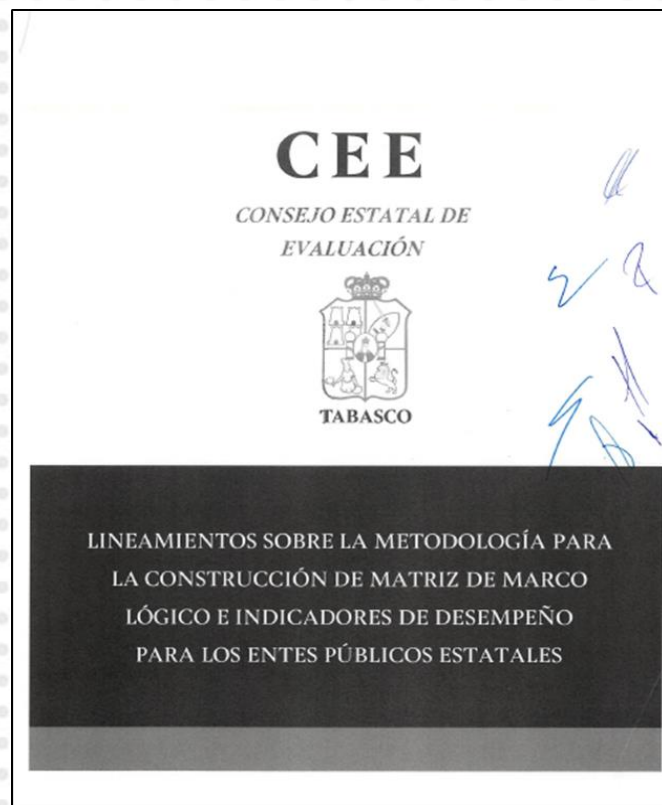 CEE
CONSEJO ESTATAL DE
EVALUACIÓN
TABASCO
LINEAMIENTOS SOBRE LA METODOLOGÍA PARA
LA CONSTRUCCIÓN DE MATRIZ DE MARCO
LÓGICO E INDICADORES DE DESEMPEÑO
PARA LOS ENTES PÚBLICOS ESTATALES